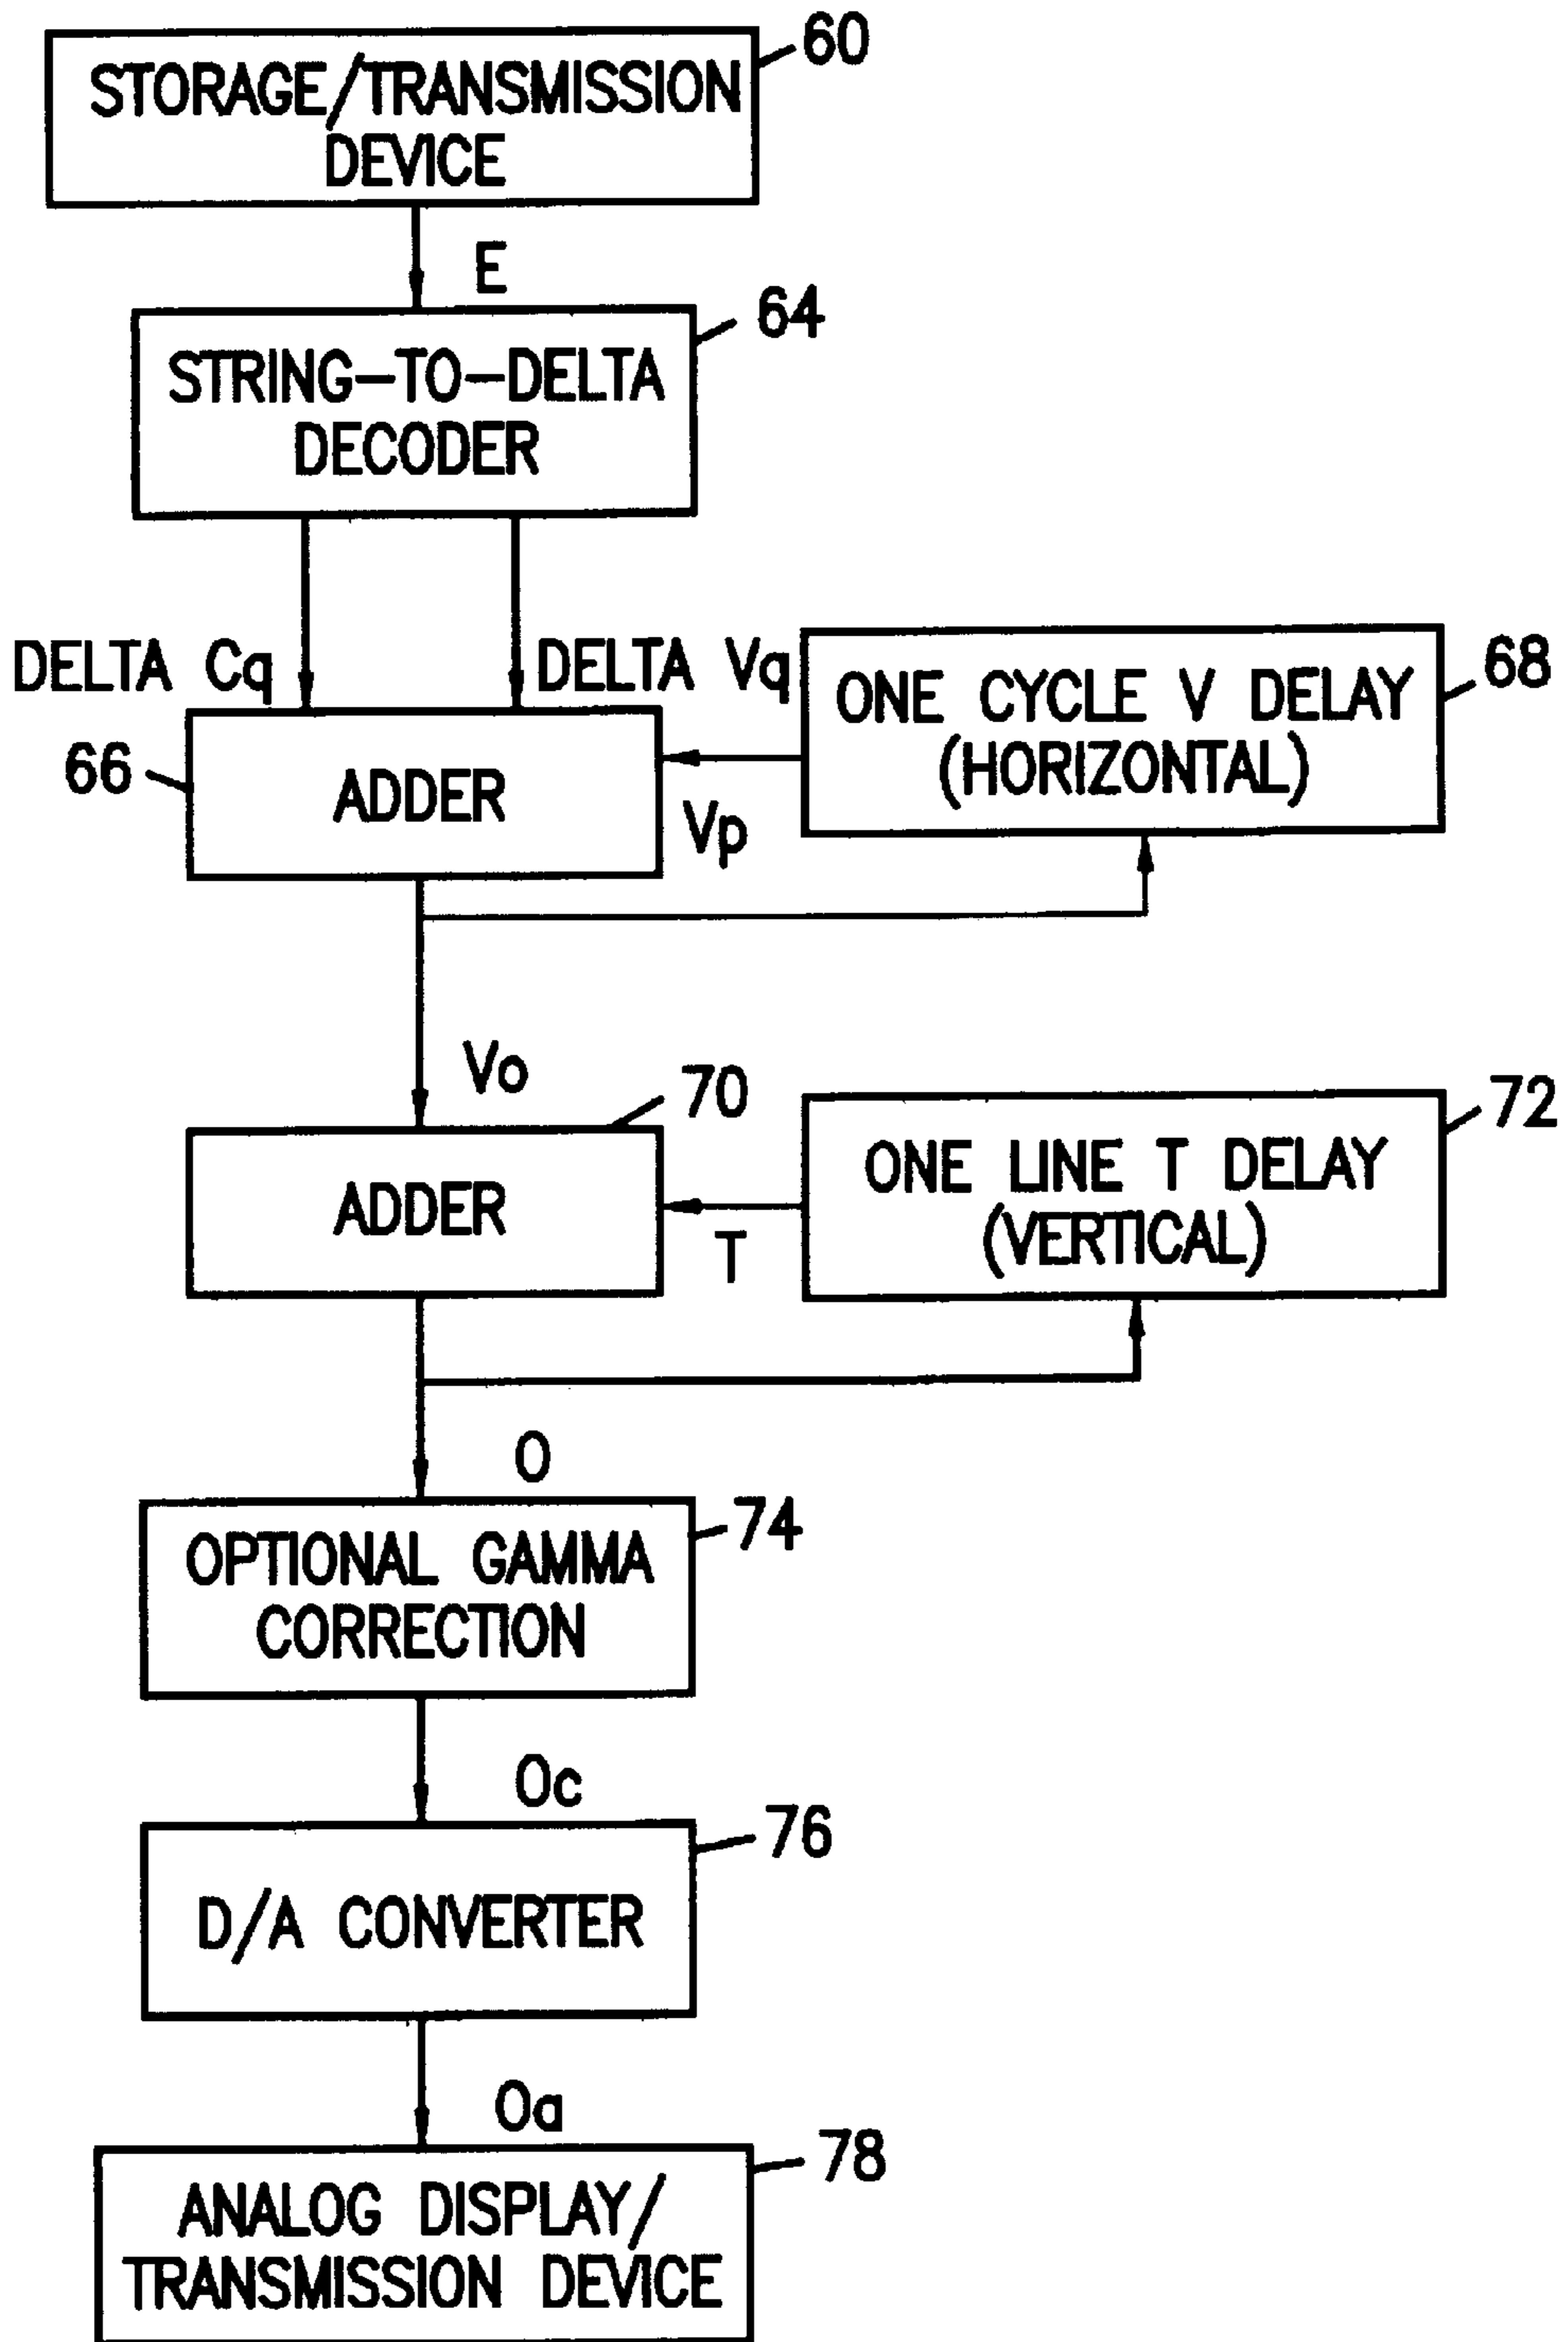 60
STORAGE/TRANSMISSION
DEVICE
E
64
STRING-TO-DELTA
DECODER
DELTA Cq
DELTA Vq
68
ONE CYCLE V DELAY
(HORIZONTAL)
66
ADDER
Vp
Vo
70
72
ADDER
ONE LINE T DELAY
(VERTICAL)
T
O
74
OPTIONAL GAMMA
CORRECTION
Oc
76
D/A CONVERTER
Oa
78
ANALOG DISPLAY/
TRANSMISSION DEVICE